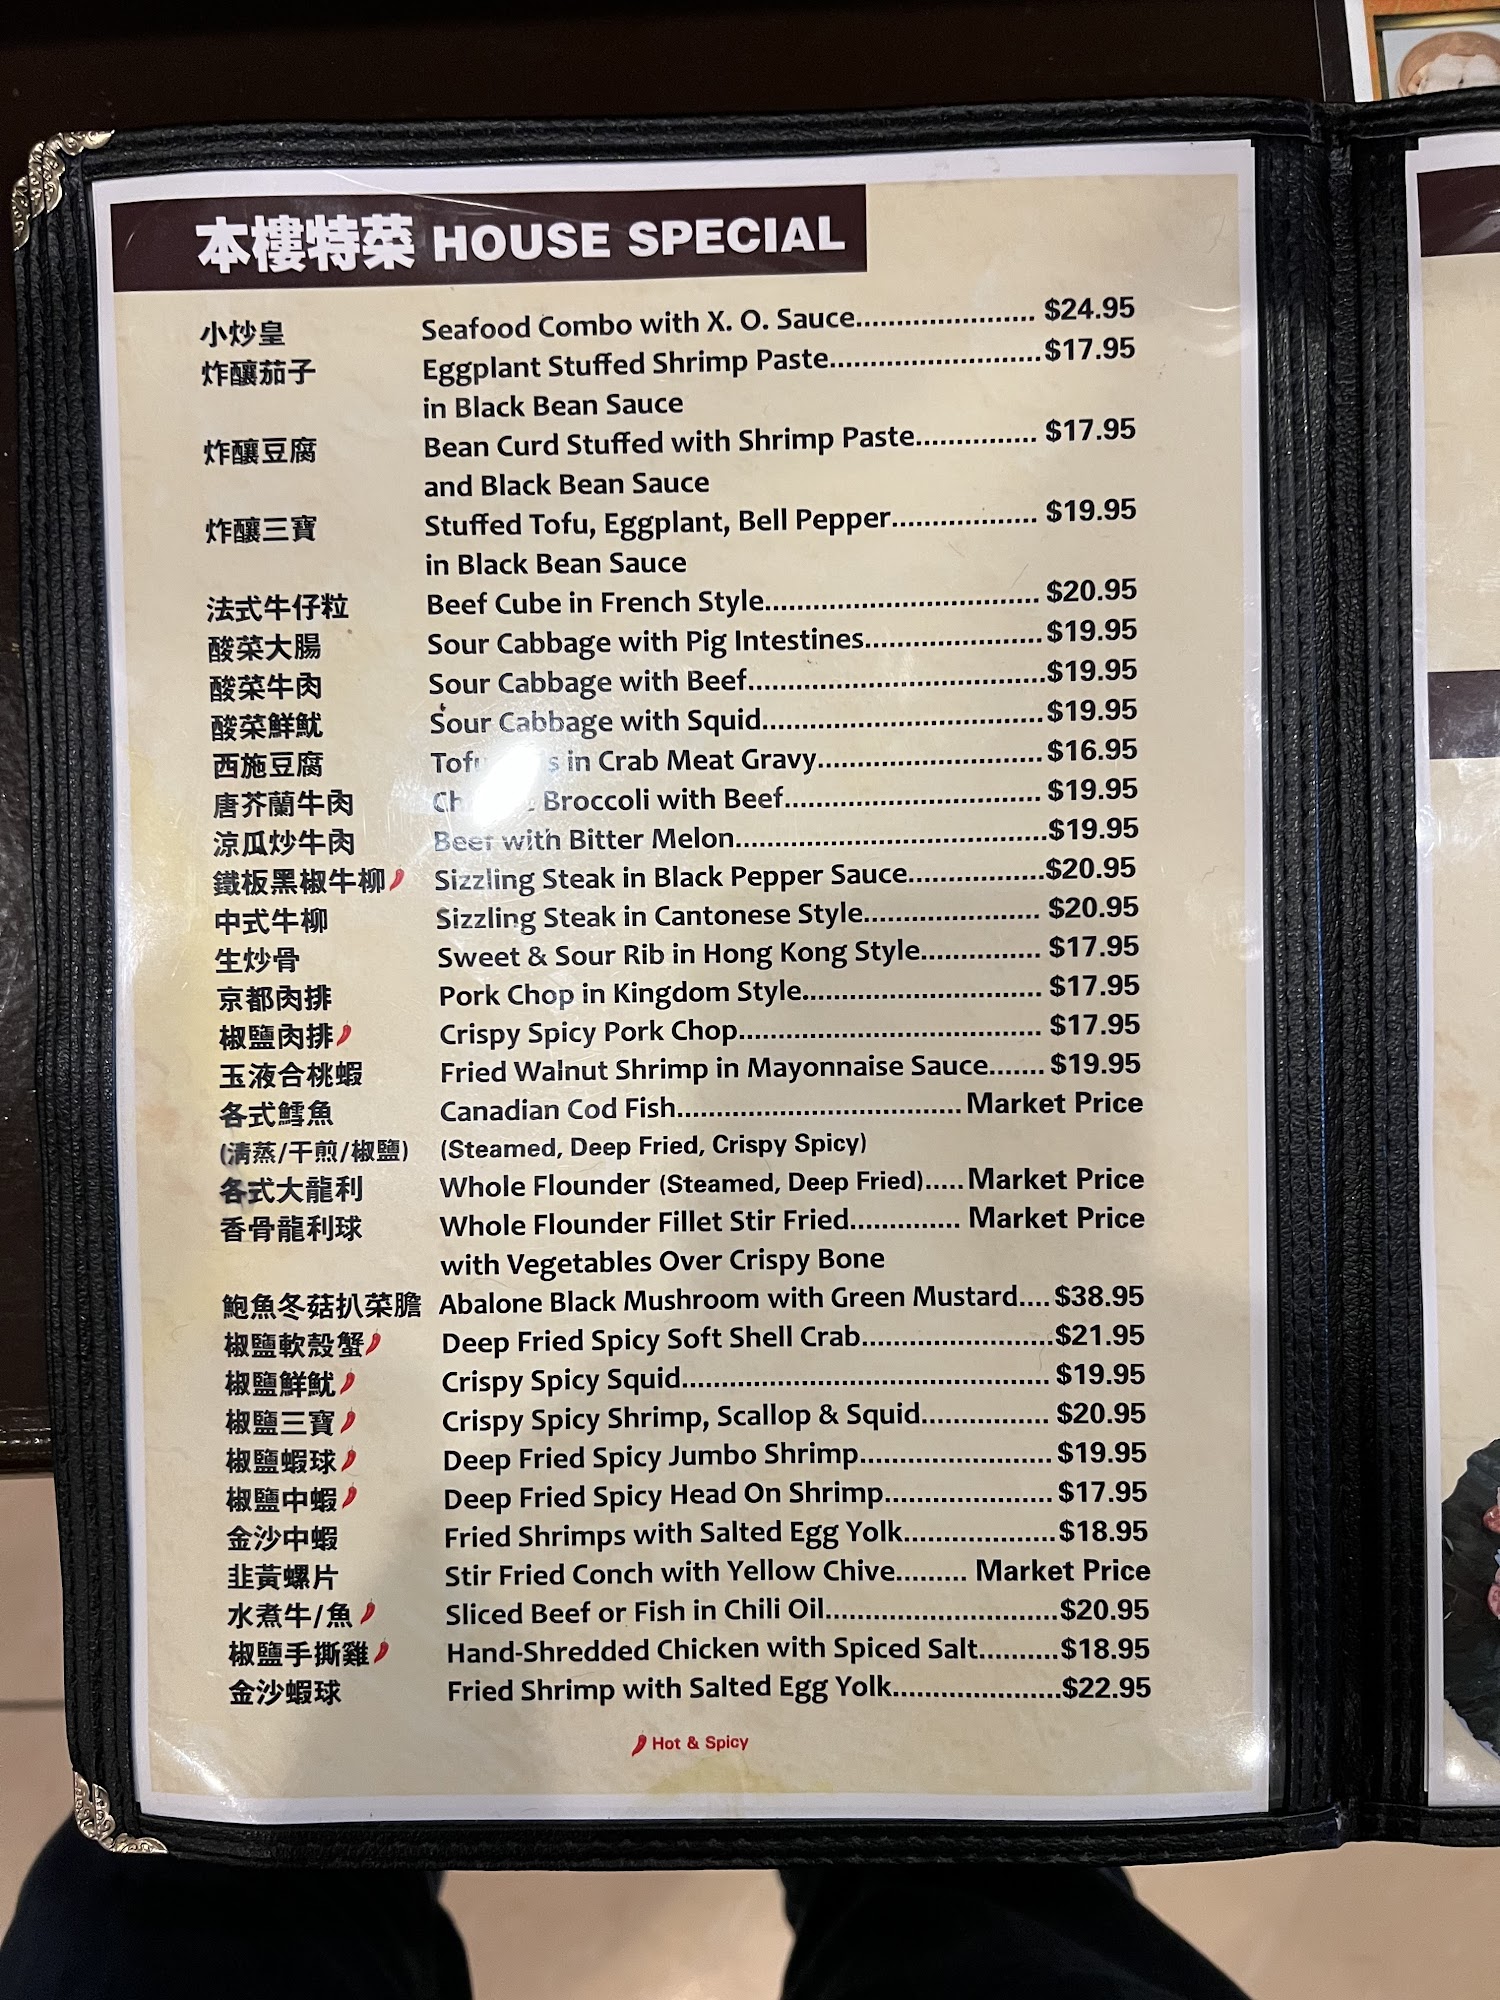 本樓特菜 HOUSE SPECIAL
小炒皇 Seafood Combo with X. O. Sauce...................... $24.95
炸釀茄子 Eggplant Stuffed Shrimp Paste..........................$17.95
in Black Bean Sauce
炸釀豆腐 Bean Curd Stuffed with Shrimp Paste............... $17.95
and Black Bean Sauce
炸釀三寶 Stuffed Tofu, Eggplant, Bell Pepper.................. $19.95
in Black Bean Sauce
法式牛仔粒 Beef Cube in French Style.................................. $20.95
酸菜大腸 Sour Cabbage with Pig Intestines......................$19.95
酸菜牛肉 Sour Cabbage with Beef.....................................$19.95
酸菜鮮魷 Sour Cabbage with Squid...................................$19.95
西施豆腐 in Crab Meat Gravy............................$16.95
唐芥蘭牛肉 Broccoli with Beef................................$19.95
涼瓜炒牛肉 Beef with Bitter Melon.......................................$19.95
鐵板黑椒牛柳 Sizzling Steak in Black Pepper Sauce.................$20.95
中式牛柳 Sizzling Steak in Cantonese Style...................... $20.95
生炒骨 Sweet & Sour Rib in Hong Kong Style............... $17.95
京都肉排 Pork Chop in Kingdom Style.............................. $17.95
椒鹽肉排 Crispy Spicy Pork Chop...................................... $17.95
玉液合桃蝦 Fried Walnut Shrimp in Mayonnaise Sauce....... $19.95
各式鱈魚 Canadian Cod Fish................................... Market Price
(清蒸/干煎/椒鹽) (Steamed, Deep Fried, Crispy Spicy)
各式大龍利 Whole Flounder (Steamed, Deep Fried)..... Market Price
香骨龍利球 Whole Flounder Fillet Stir Fried.............. Market Price
with Vegetables Over Crispy Bone
鮑魚冬菇扒菜膽 Abalone Black Mushroom with Green Mustard.... $38.95
椒鹽軟殼蟹 Deep Fried Spicy Soft Shell Crab........................$21.95
椒鹽鮮魷 Crispy Spicy Squid.............................................. $19.95
椒鹽三寶 Crispy Spicy Shrimp, Scallop & Squid................ $20.95
椒鹽蝦球 Deep Fried Spicy Jumbo Shrimp........................ $19.95
椒鹽中蝦 Deep Fried Spicy Head On Shrimp..................... $17.95
金沙中蝦 Fried Shrimps with Salted Egg Yolk...................$18.95
韭黃螺片 Stir Fried Conch with Yellow Chive......... Market Price
水煮牛/魚 Sliced Beef or Fish in Chili Oil.............................$20.95
椒鹽手撕雞 Hand-Shredded Chicken with Spiced Salt..........$18.95
金沙蝦球 Fried Shrimp with Salted Egg Yolk.....................$22.95
Hot & Spicy